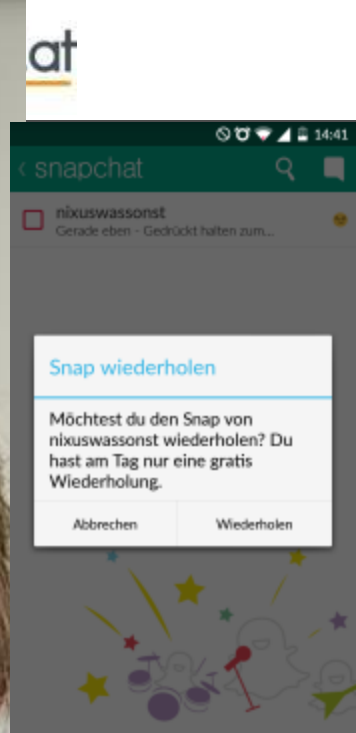 at
14:41
snapchat
nixuswassonst
Gerade eben - Gedrückt halten zum...
Snap wiederholen
Möchtest du den Snap von
nixuswassonst wiederholen? Du
hast am Tag nur eine gratis
Wiederholung.
Abbrechen Wiederholen